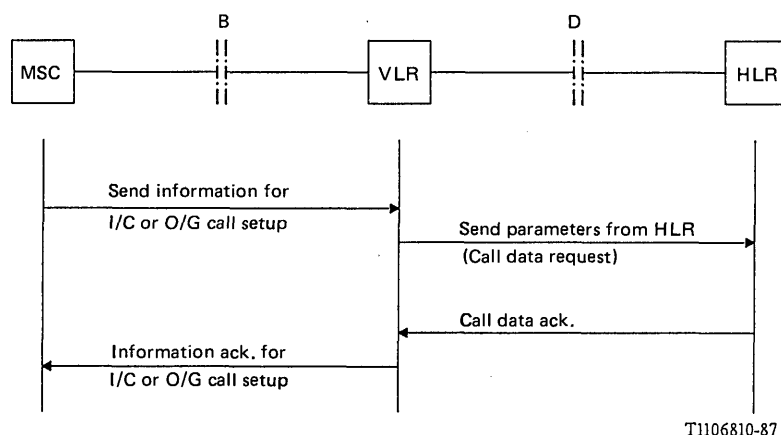 B
D
MSC
VLR
HLR
Send information for
I/C or O/G call setup
Send parameters from HLR
(Call data request)
Call data ack.
Information ack. for
I/C or O/G call setup
T1106810-87